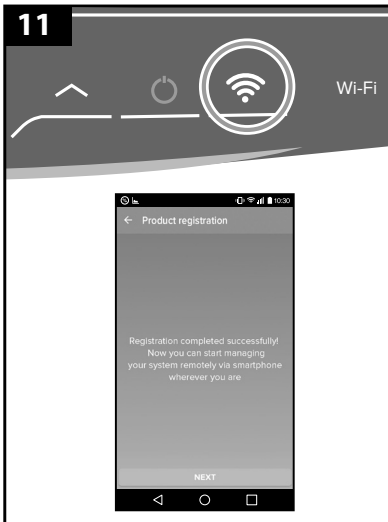 11
Wi-Fi
10:30
Product registration
Registration completed successfully!
Now you can start managing
your system remotely via smartphone
wherever you are
NEXT